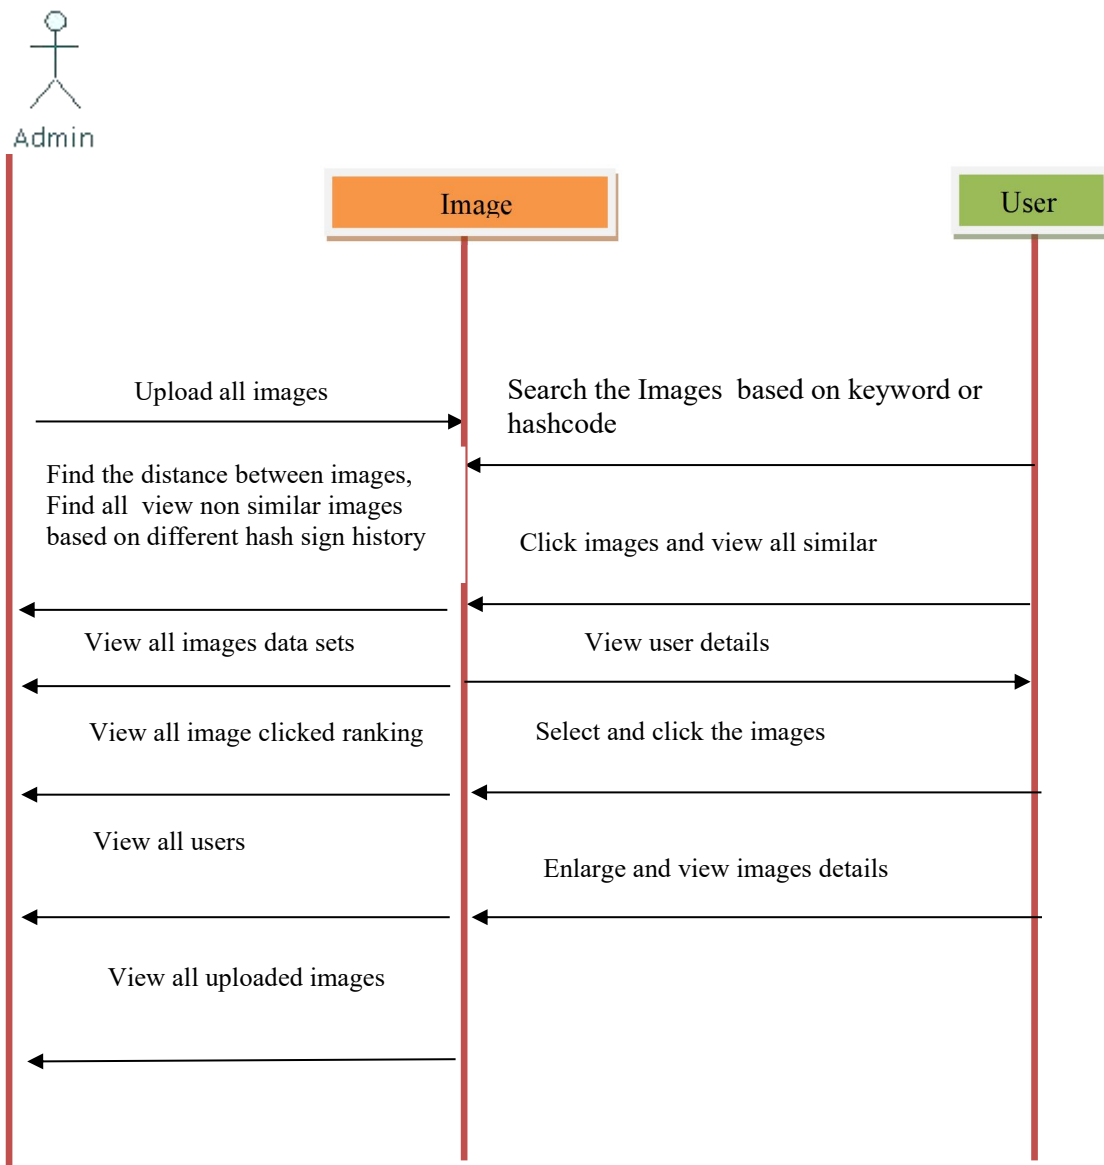 Admin
Image
User
Upload all images
Search the Images  based on keyword or
hashcode
Find the distance between images,
Find all  view non similar images
based on different hash sign history
Click images and view all similar
View all images data sets
View user details
View all image clicked ranking
Select and click the images
View all users
Enlarge and view images details
View all uploaded images